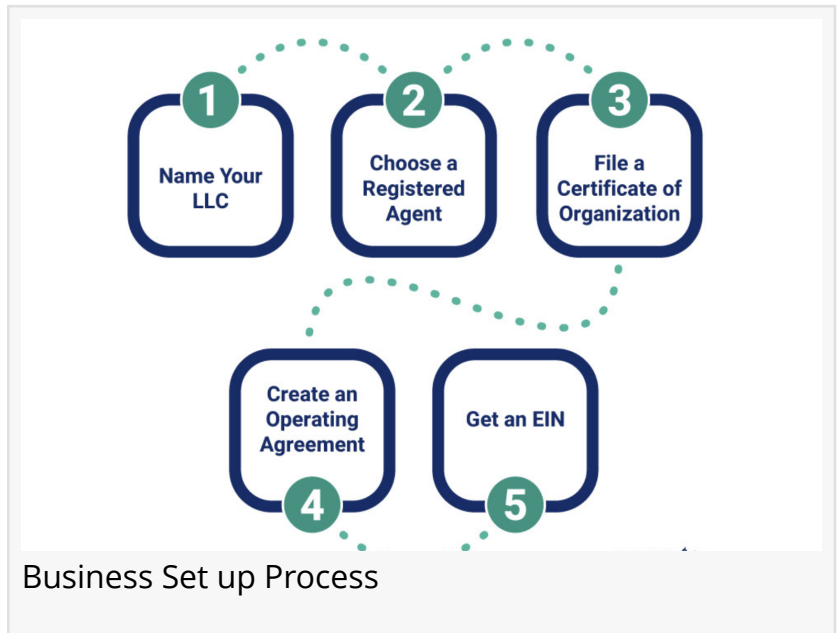 1
Name Your
LLC
2
Choose a
Registered
Agent
3
File a
Certificate of
Organization
Create an
Operating
Agreement
4
Get an EIN
5
Business Set up Process